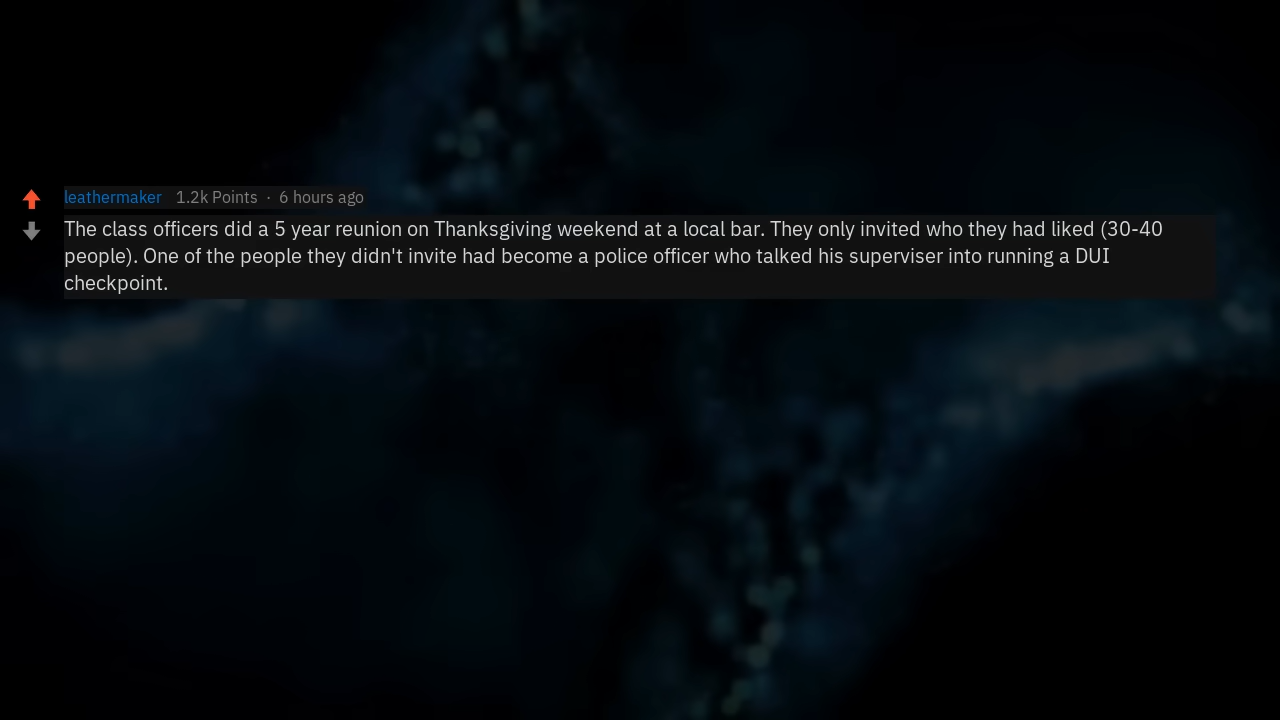 leathermaker 1.2k Points · 6 hours ago
The class officers did a 5 year reunion on Thanksgiving weekend at a local bar. They only invited who they had liked (30-40
people). One of the people they didn't invite had become a police officer who talked his superviser into running a DUI
checkpoint.